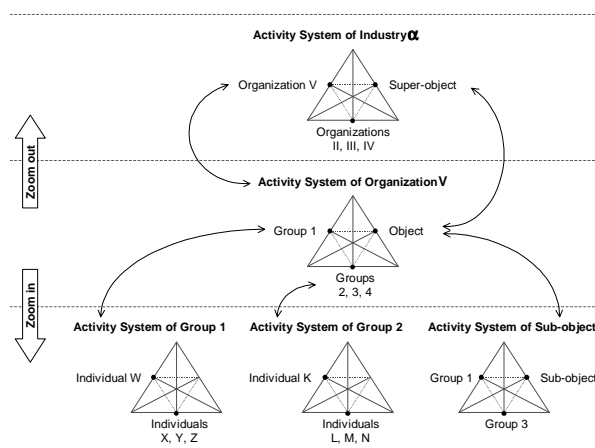 Activity System of Industry α
Organization V
Super-object
Organizations
II, III, IV
Zoom out
Activity System of Organization V
Group 1
Object
Groups
2, 3, 4
Zoom in
Activity System of Group 1
Activity System of Group 2
Activity System of Sub-object
Individual W
Individual K
Group 1
Sub-object
Individuals
X, Y, Z
Individuals
L, M, N
Group 3